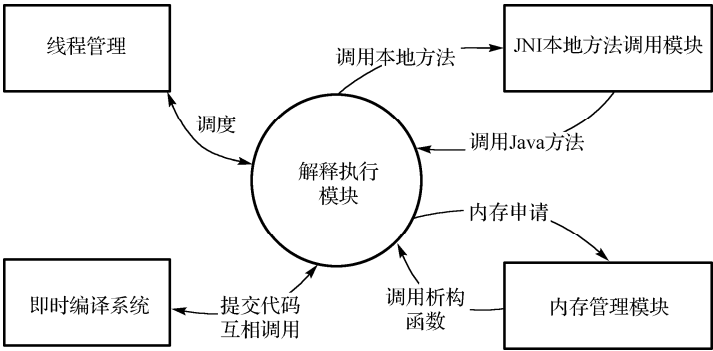 线程管理
调用本地方法
JNI本地方法调用模块
调度
调用Java方法
解释执行
模块
内存申请
即时编译系统
提交代码
互相调用
调用析构
函数
内存管理模块